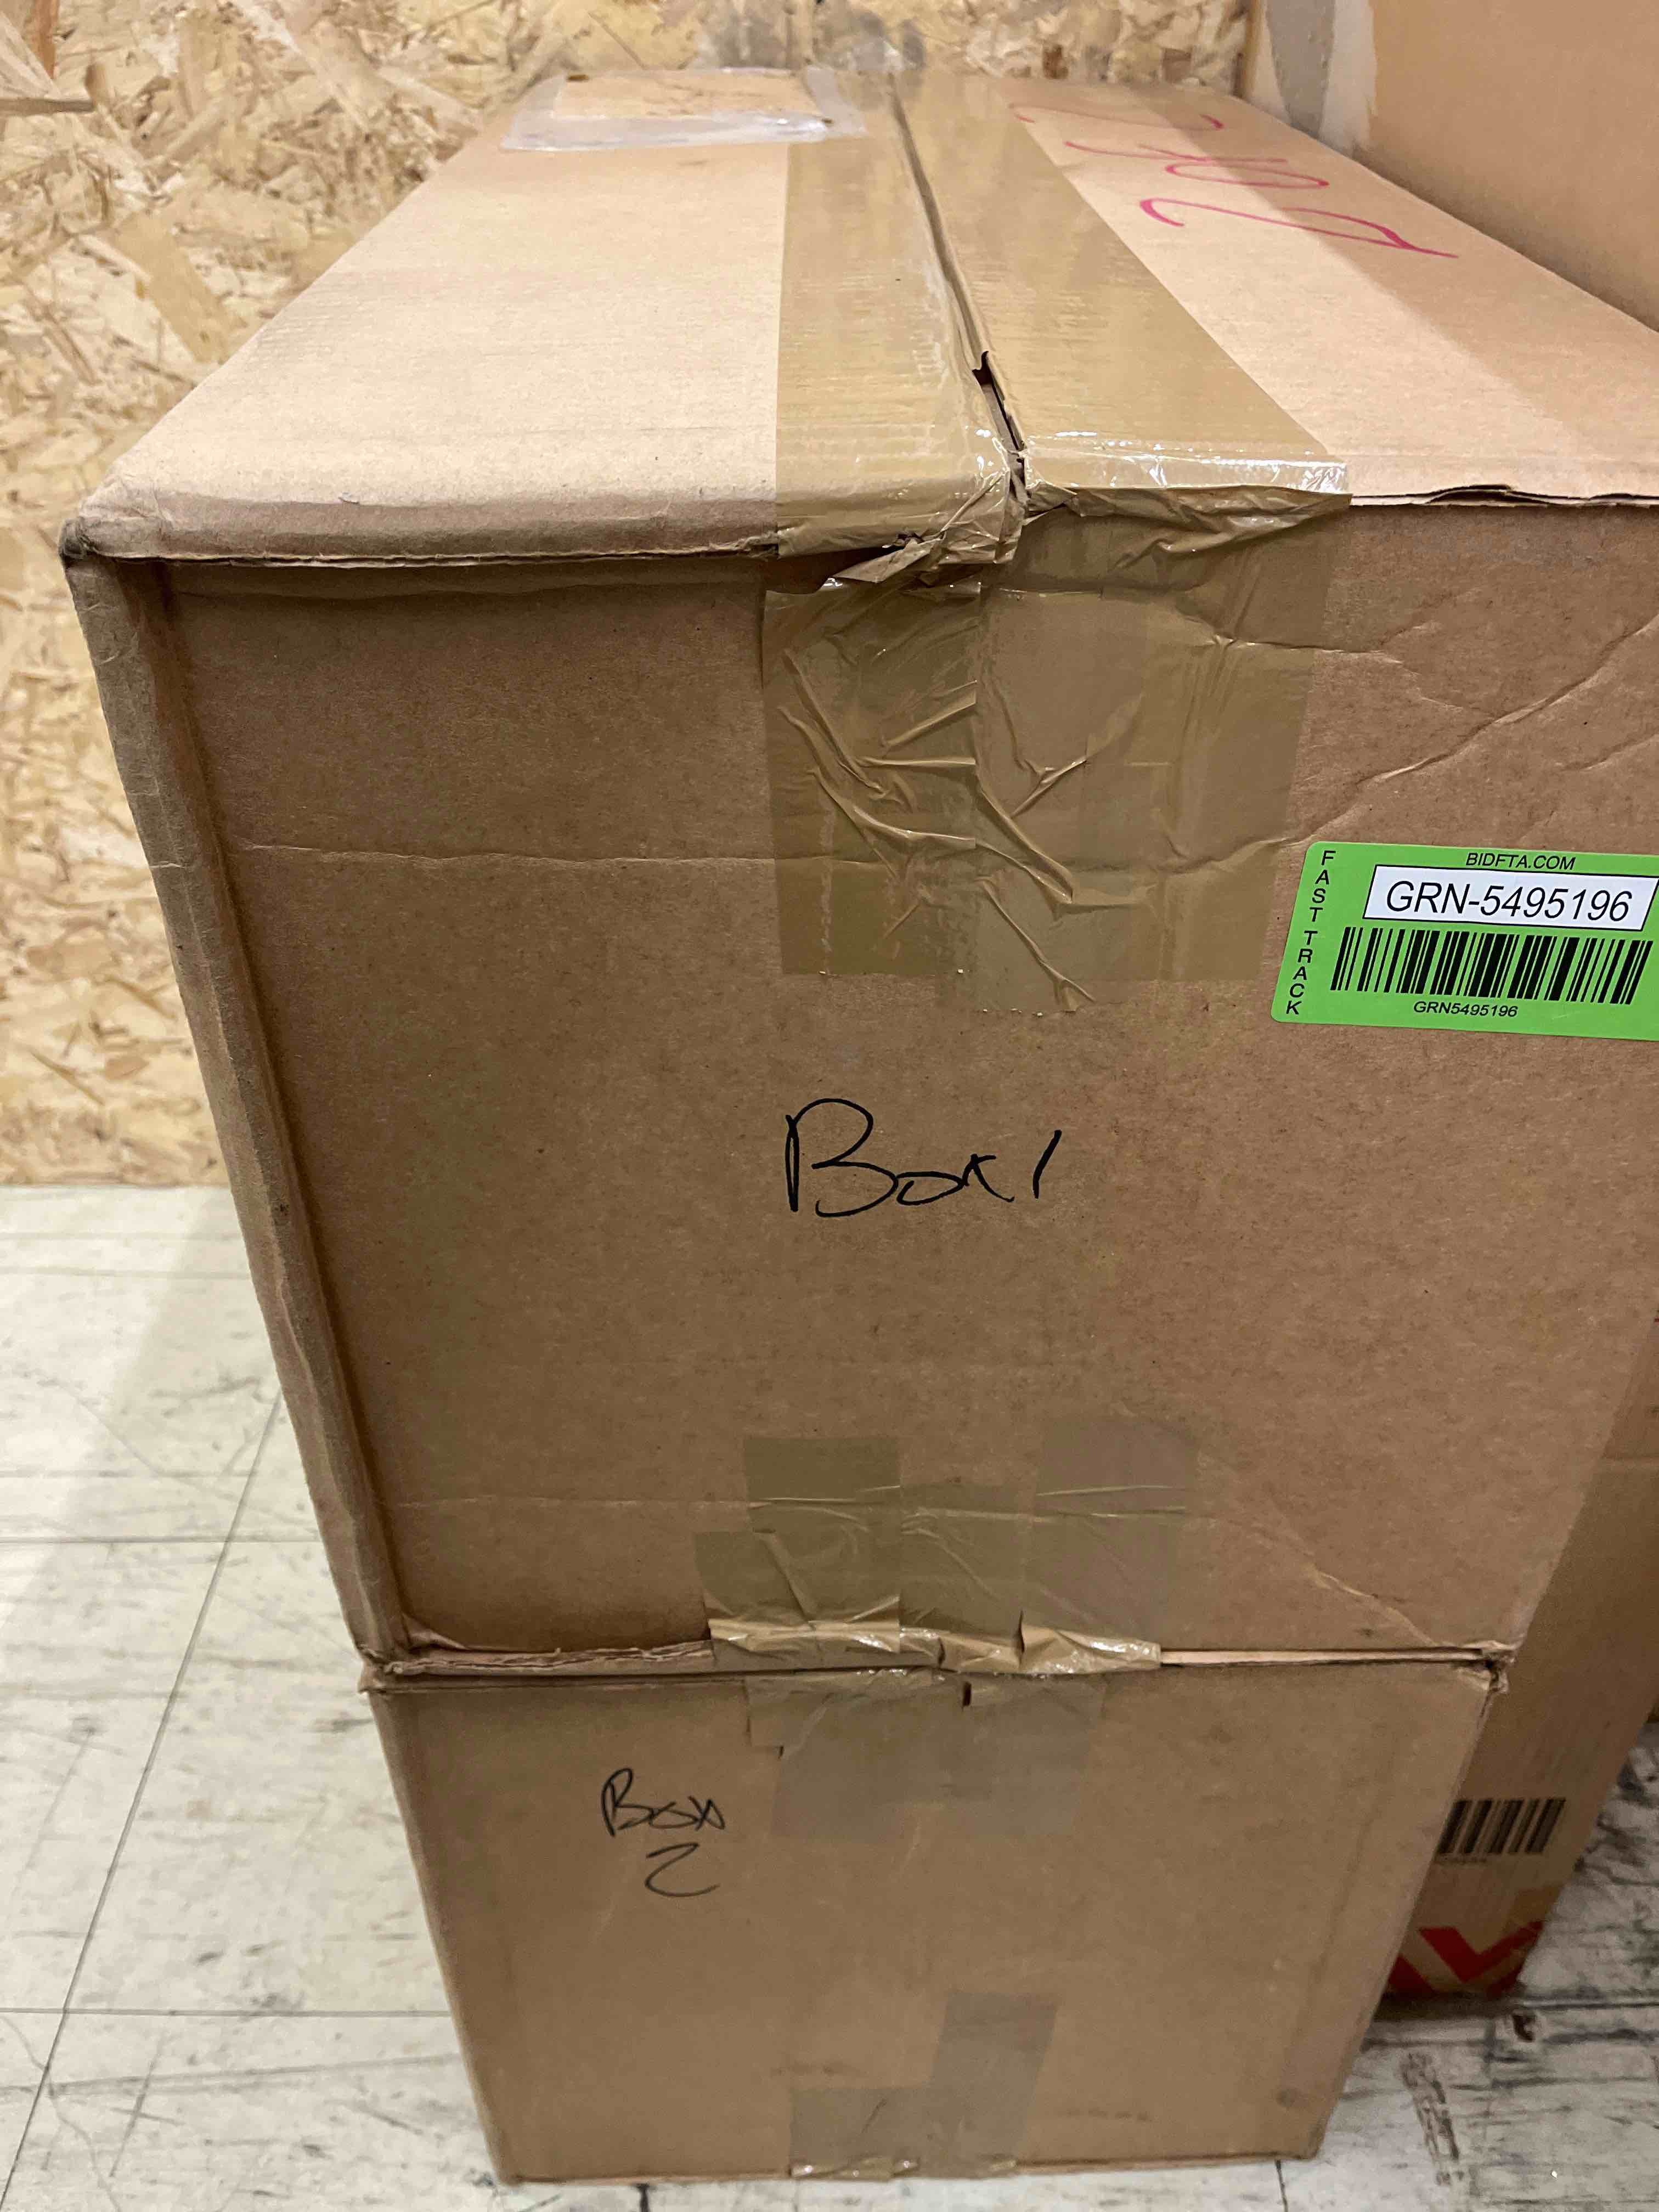 BIDFTA.COM
FAST TRACK
GRN-5495196
GRN5495196
Box 1
Box
2